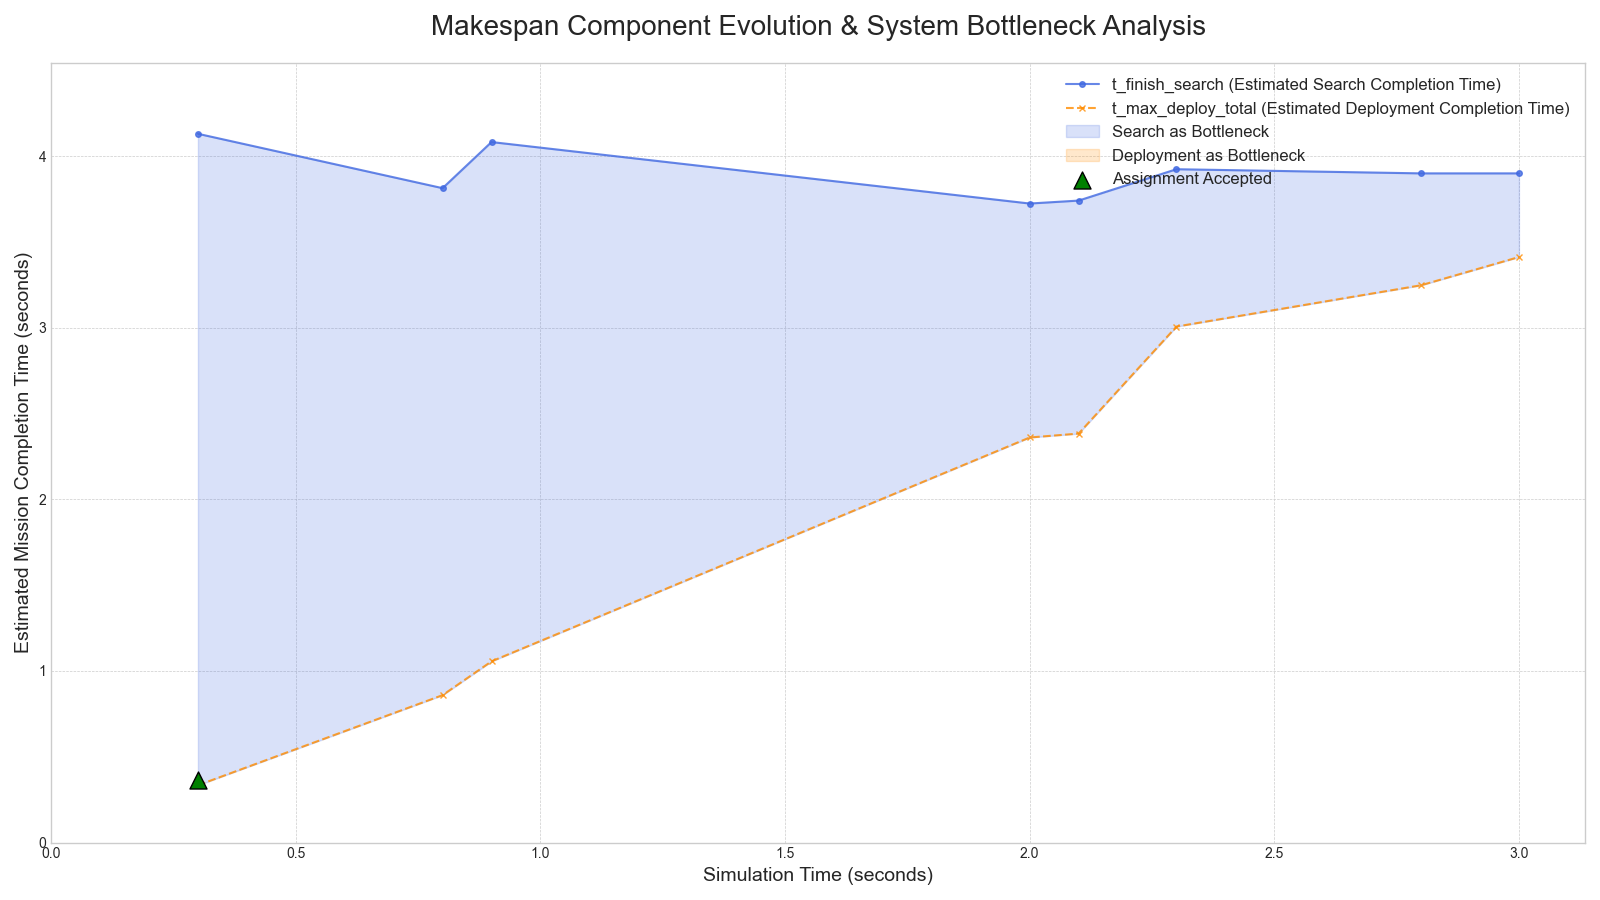 Makespan Component Evolution & System Bottleneck Analysis
t_finish_search (Estimated Search Completion Time)
t_max_deploy_total (Estimated Deployment Completion Time)
Search as Bottleneck
Deployment as Bottleneck
Assignment Accepted
Estimated Mission Completion Time (seconds)
4
3
2
1
0
0.0 0.5 1.0 1.5 2.0 2.5 3.0
Simulation Time (seconds)